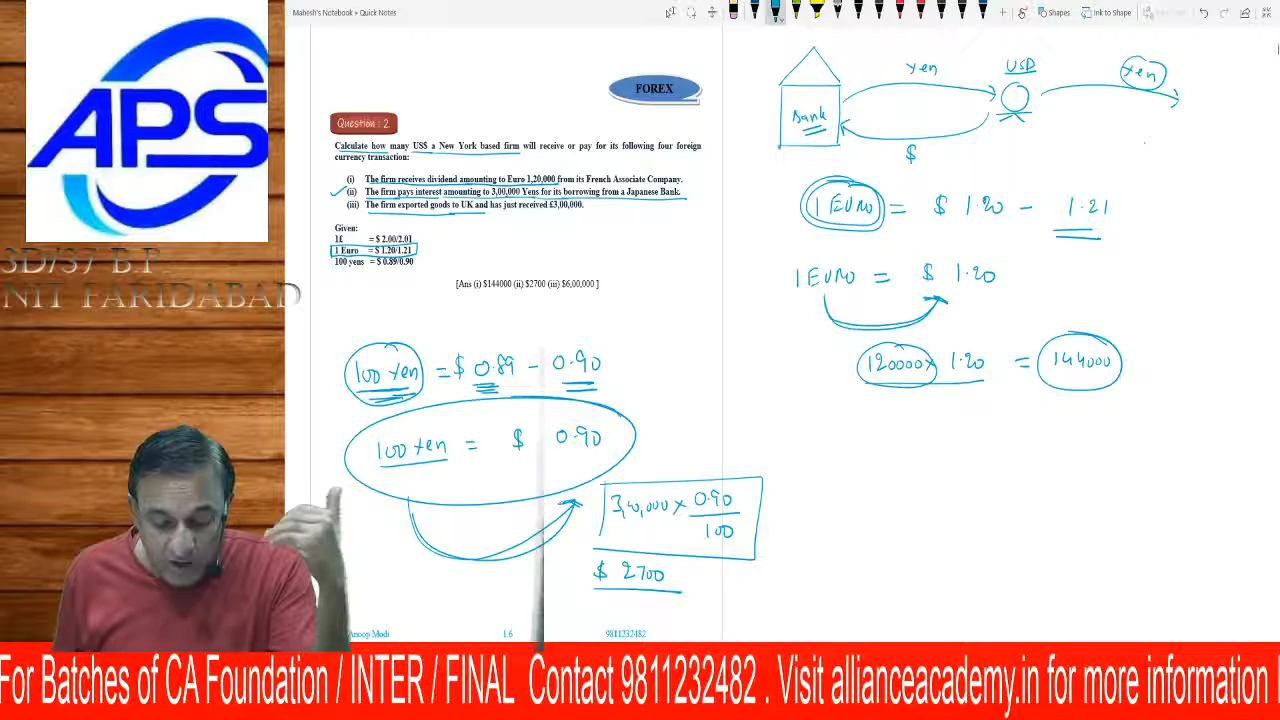 Mahesh's Notebook » Quick Notes
Shapes
Ink to Shape
APS
3D/37 B.P.
NIT FARIDABAD
FOREX
Question : 2
Calculate how many US$ a New York based firm will receive or pay for its following four foreign
currency transaction:
(i) The firm receives dividend amounting to Euro 1,20,000 from its French Associate Company.
(ii) The firm pays interest amounting to 3,00,000 Yens for its borrowing from a Japanese Bank.
(iii) The firm exported goods to UK and has just received £3,00,000.
Given:
1£ = $ 2.00/2.01
1 Euro = $ 1.20/1.21
100 yens = $ 0.89/0.90
[Ans (i) $144000 (ii) $2700 (iii) $6,00,000 ]
100 Yen = $ 0.89 - 0.90
100 Yen = $ 0.90
3,00,000 × 0.90
100
$ 2700
Anoop Modi 1.6 9811232482
Bank
Yen
USD
Yen
$
1 EURO = $ 1.20 - 1.21
1 EURO = $ 1.20
120000 × 1.20 = 144000
For Batches of CA Foundation / INTER / FINAL Contact 9811232482 . Visit allianceacademy.in for more information